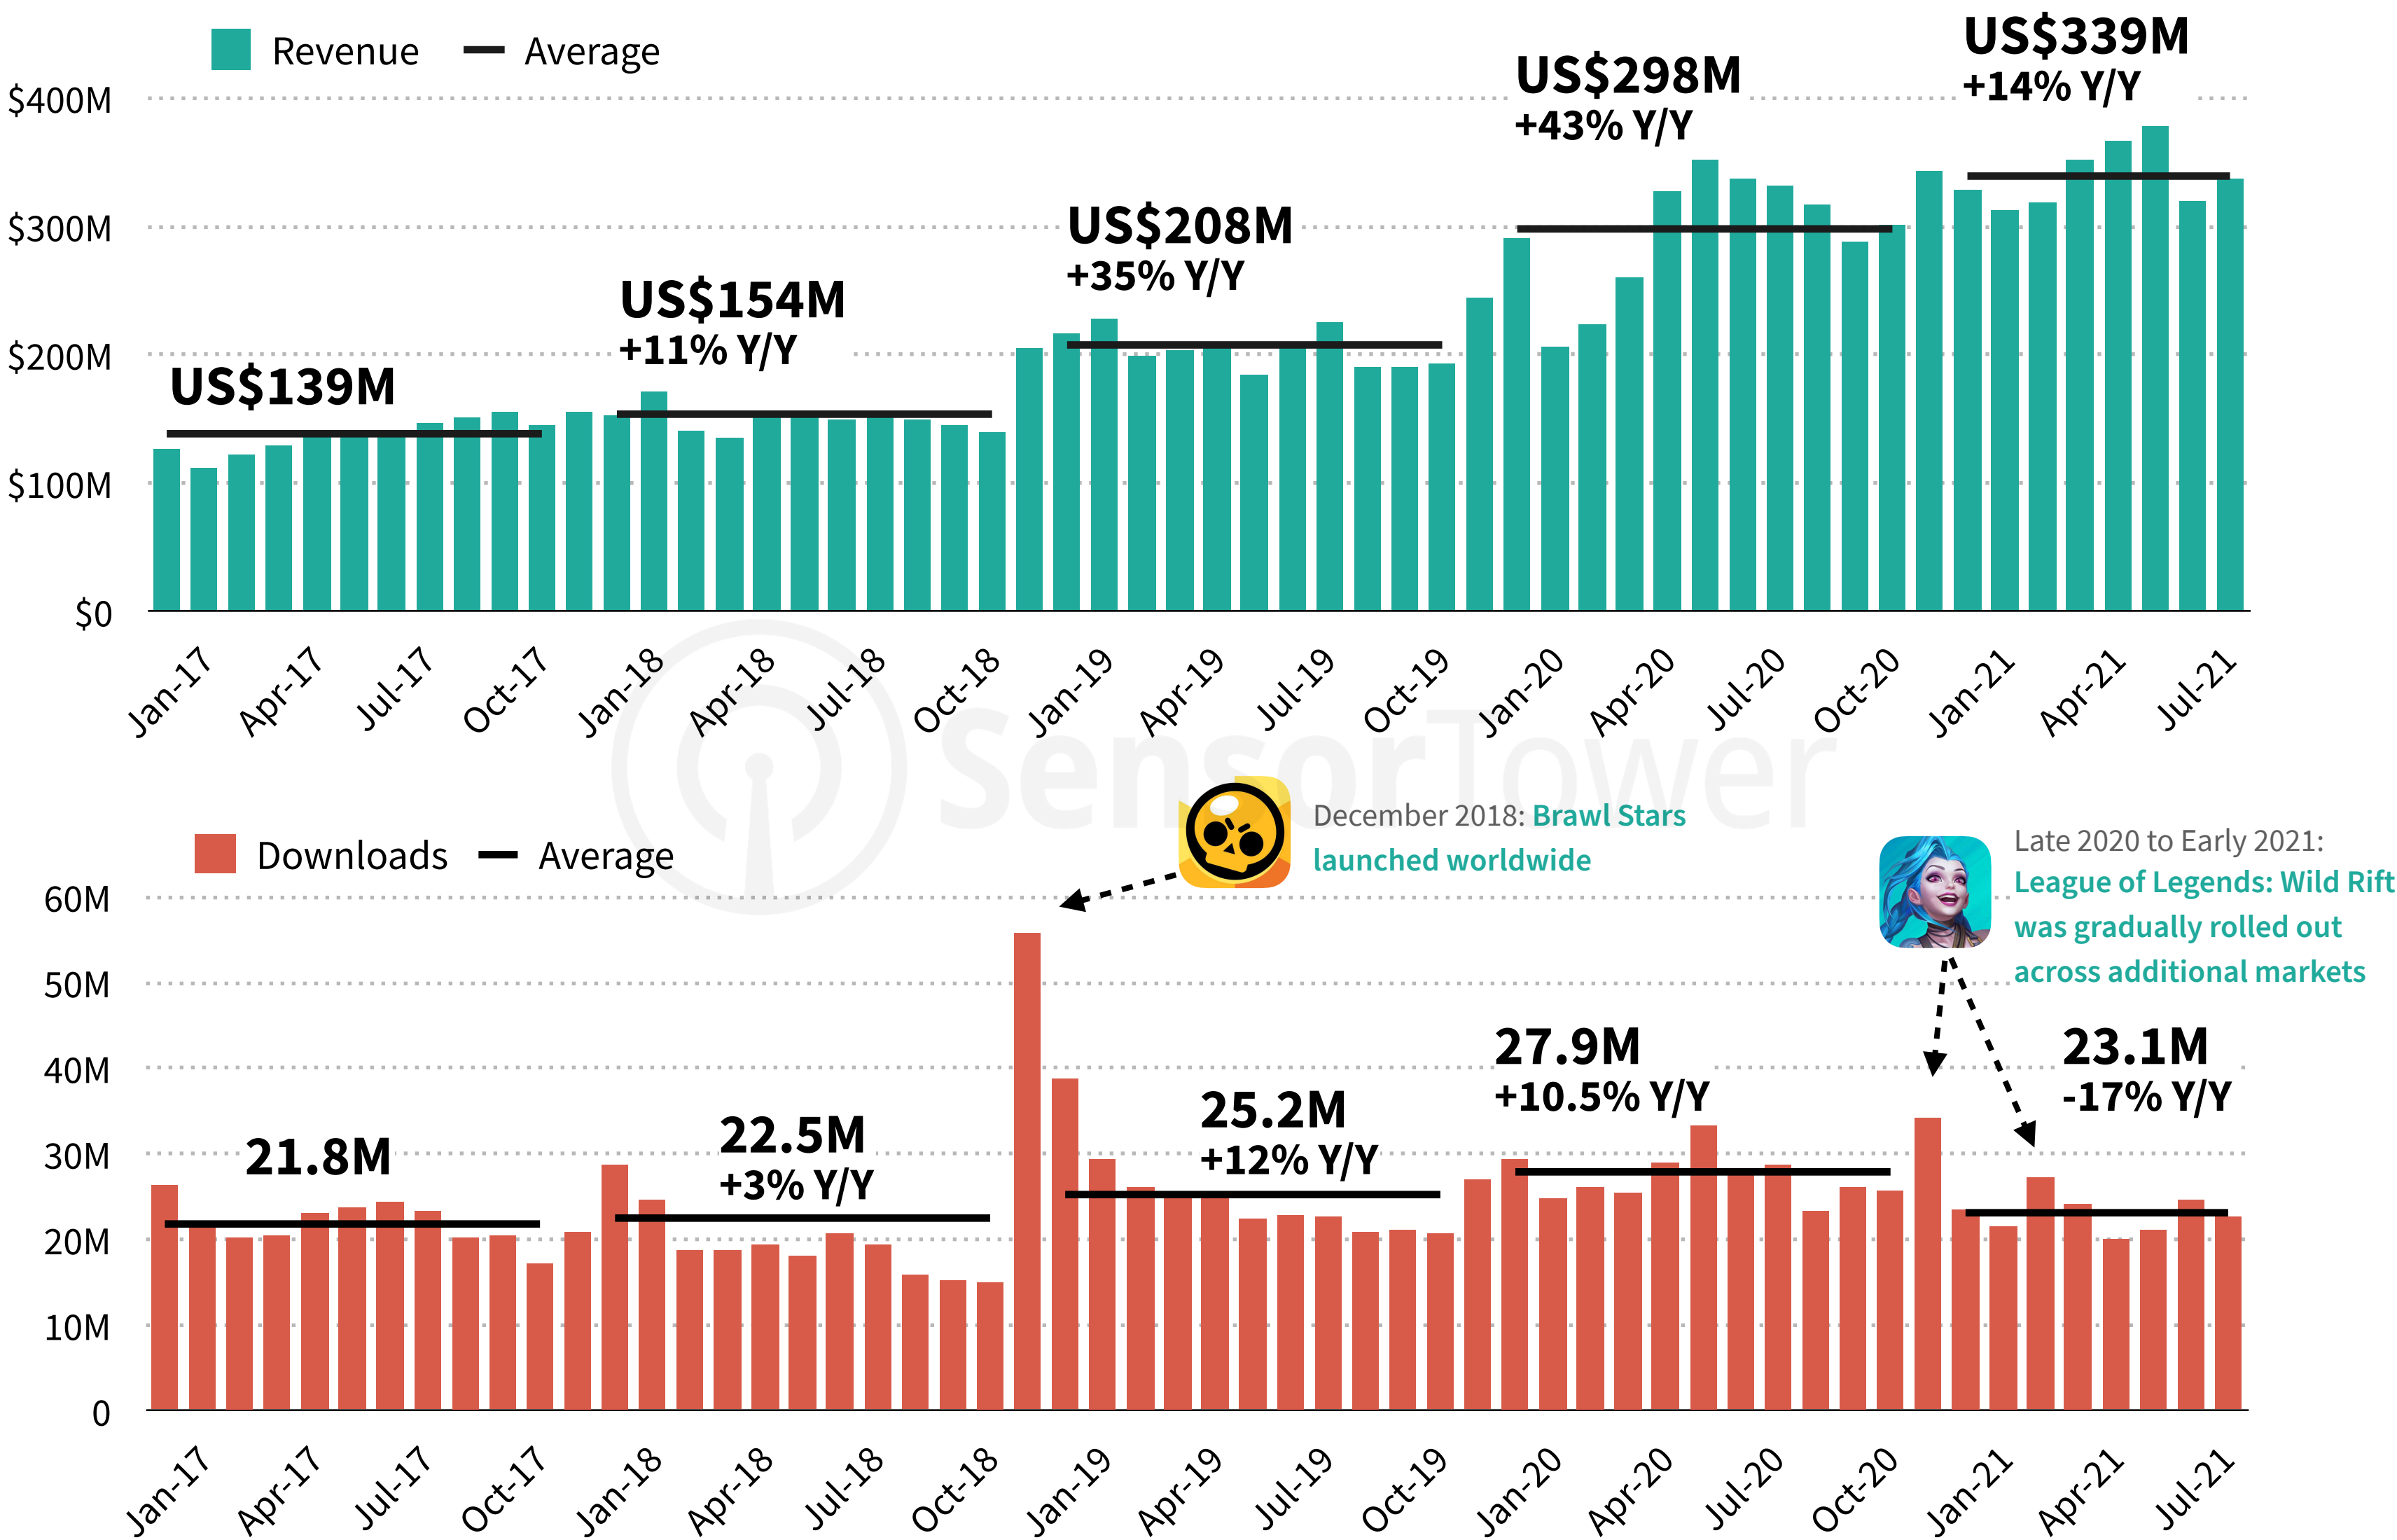 Revenue
Average
US$339M
+14% Y/Y
US$298M
+43% Y/Y
US$208M
+35% Y/Y
US$154M
+11% Y/Y
US$139M
$400M
$300M
$200M
$100M
$0
Jan-17
Apr-17
Jul-17
Oct-17
Jan-18
Apr-18
Jul-18
Oct-18
Jan-19
Apr-19
Jul-19
Oct-19
Jan-20
Apr-20
Jul-20
Oct-20
Jan-21
Apr-21
Jul-21
SensorTower
Downloads
Average
December 2018: Brawl Stars
launched worldwide
Late 2020 to Early 2021:
League of Legends: Wild Rift
was gradually rolled out
across additional markets
60M
50M
40M
30M
20M
10M
0
21.8M
22.5M
+3% Y/Y
25.2M
+12% Y/Y
27.9M
+10.5% Y/Y
23.1M
-17% Y/Y
Jan-17
Apr-17
Jul-17
Oct-17
Jan-18
Apr-18
Jul-18
Oct-18
Jan-19
Apr-19
Jul-19
Oct-19
Jan-20
Apr-20
Jul-20
Oct-20
Jan-21
Apr-21
Jul-21